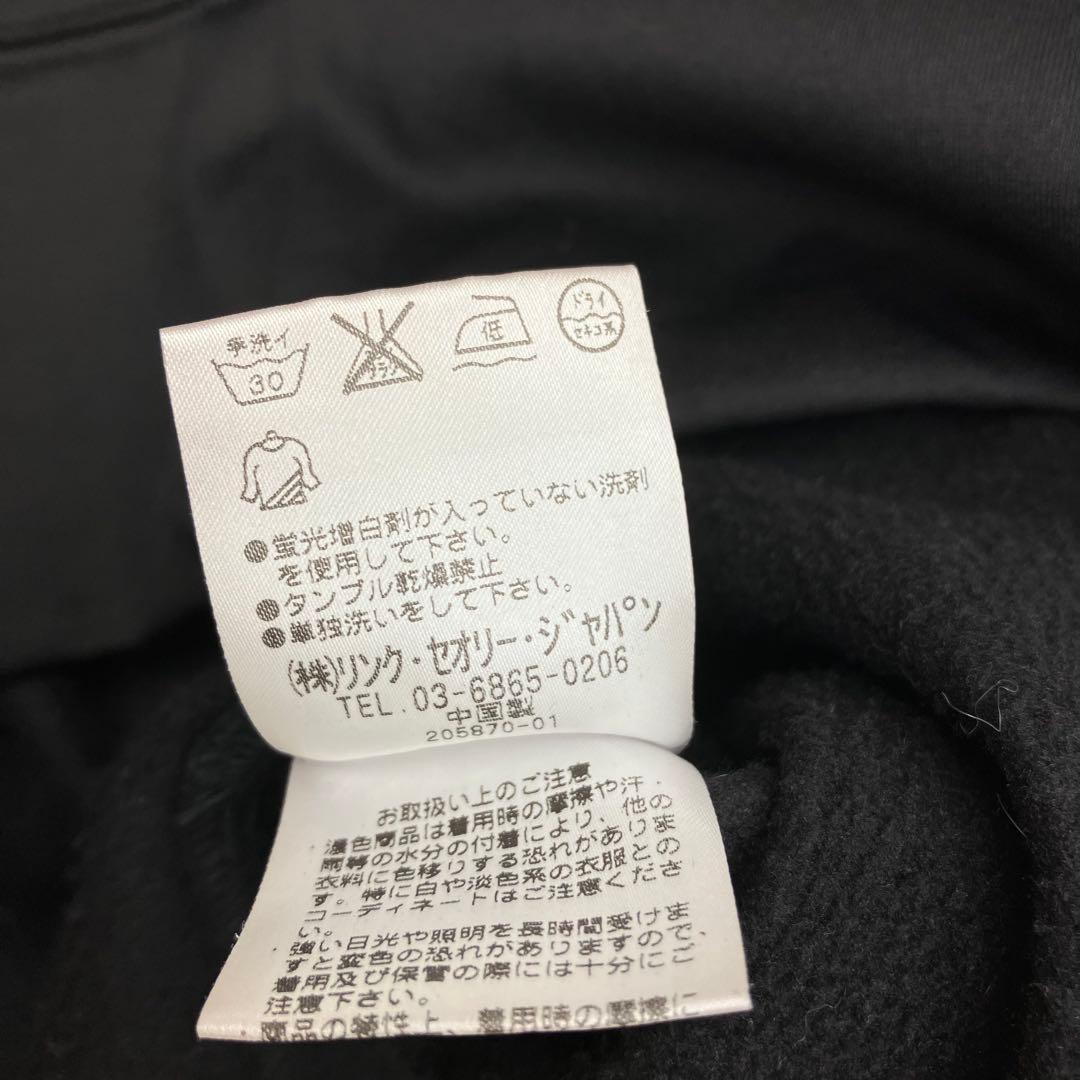 手洗イ
30
低
ドライ
セキユ系
●蛍光増白剤が入っていない洗剤
を使用して下さい。
●タンブル乾燥禁止
●単独洗いをして下さい。
(株)リンク・セオリー・ジャパン
TEL. 03-6865-0206
中国製
205870-01
お取扱い上のご注意
濃色商品は着用時の摩擦や汗・
雨等の水分の付着により、他の
衣料に色移りする恐れがありま
す。特に白や淡色系の衣服との
コーディネートはご注意くださ
い。
強い日光や照明を長時間受けま
すと変色の恐れがありますので、
着用及び保管の際には十分にご
注意下さい。
商品の特性上、着用時の摩擦に